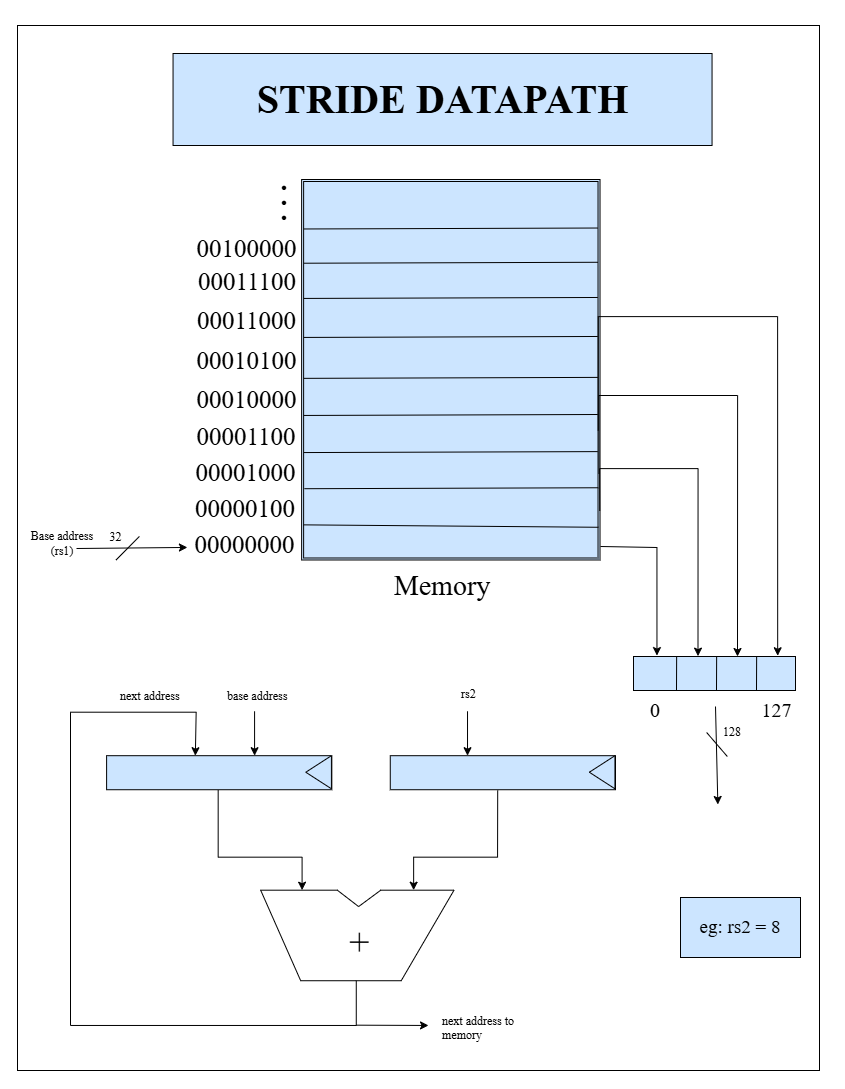 STRIDE DATAPATH
00100000
00011100
00011000
00010100
00010000
00001100
00001000
00000100
00000000
Base address
(rs1)
32
Memory
0
127
128
next address
base address
rs2
+
eg: rs2 = 8
next address to
memory